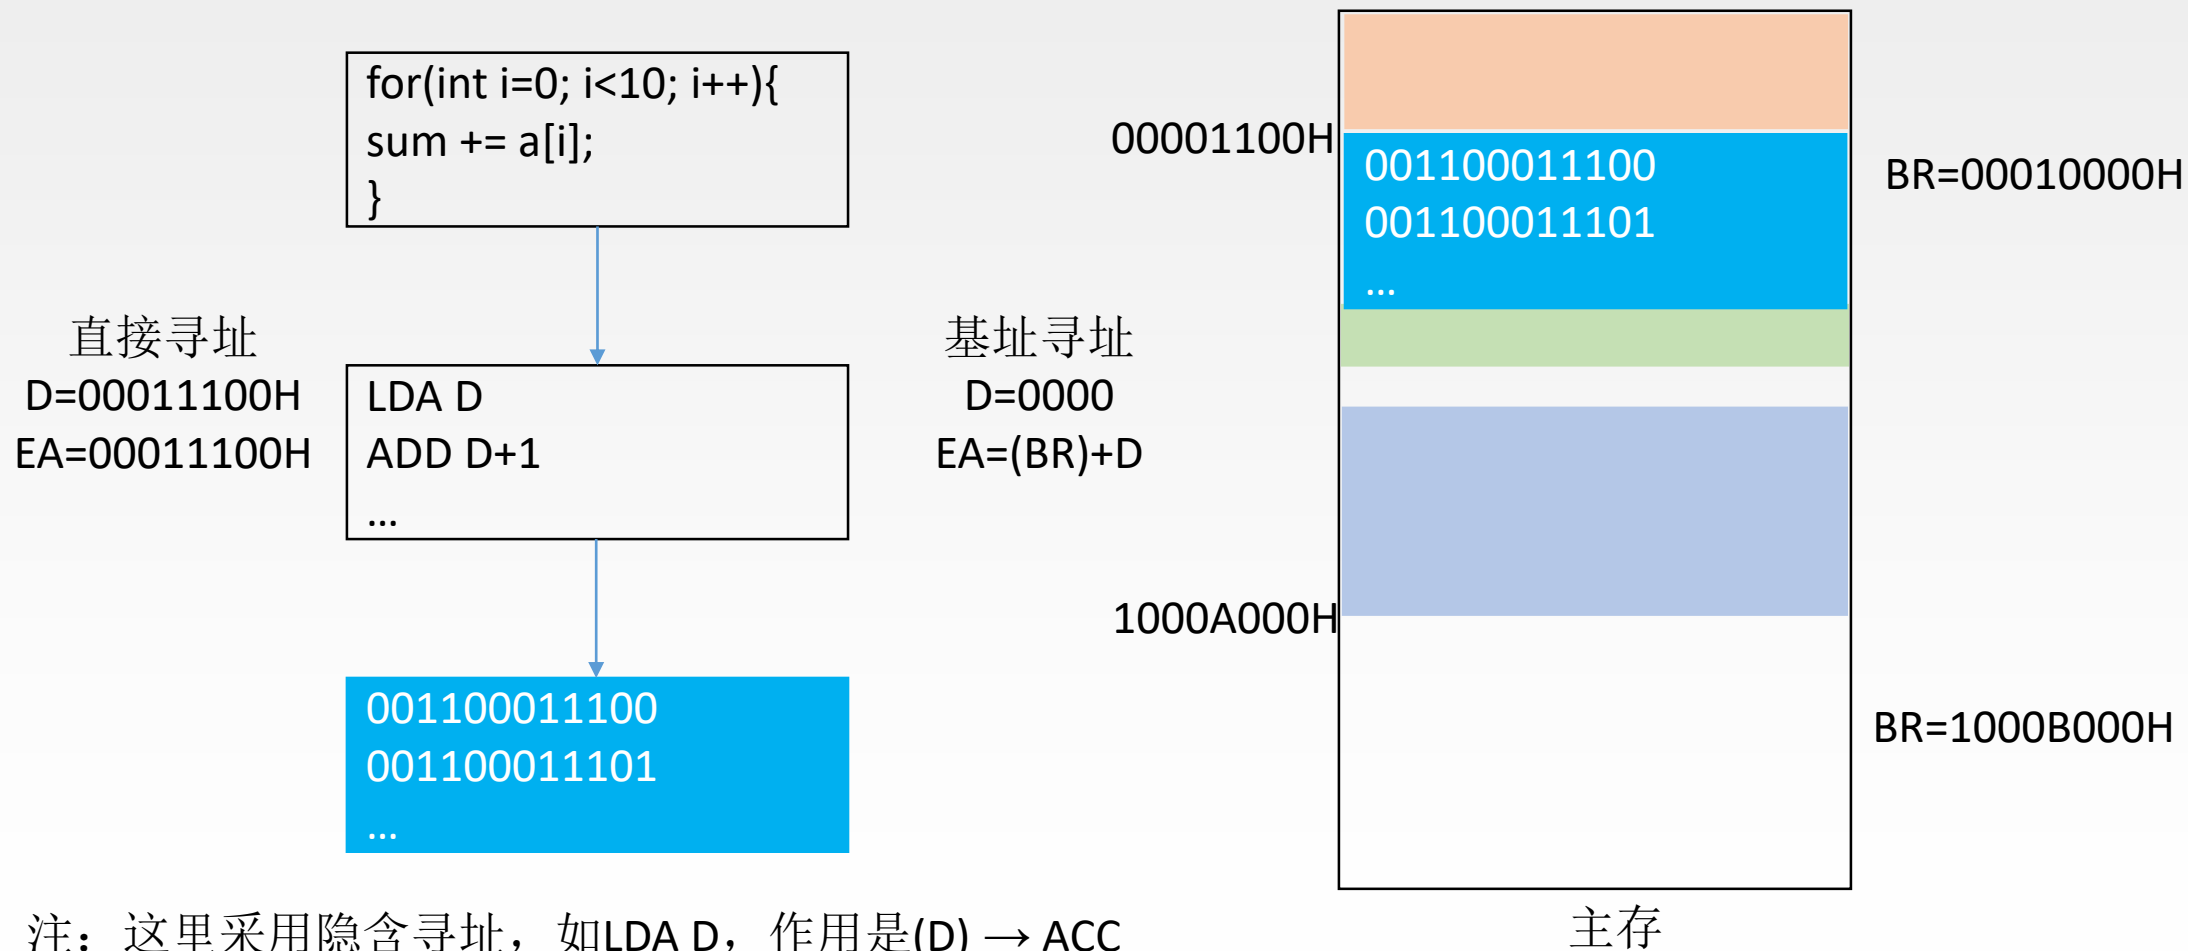 for(int i=0; i<10; i++){
sum += a[i];
}
直接寻址
D=00011100H
EA=00011100H
LDA D
ADD D+1
...
基址寻址
D=0000
EA=(BR)+D
001100011100
001100011101
...
注：这里采用隐含寻址，如LDA D，作用是(D) → ACC
00001100H
001100011100
001100011101
...
BR=00010000H
1000A000H
BR=1000B000H
主存